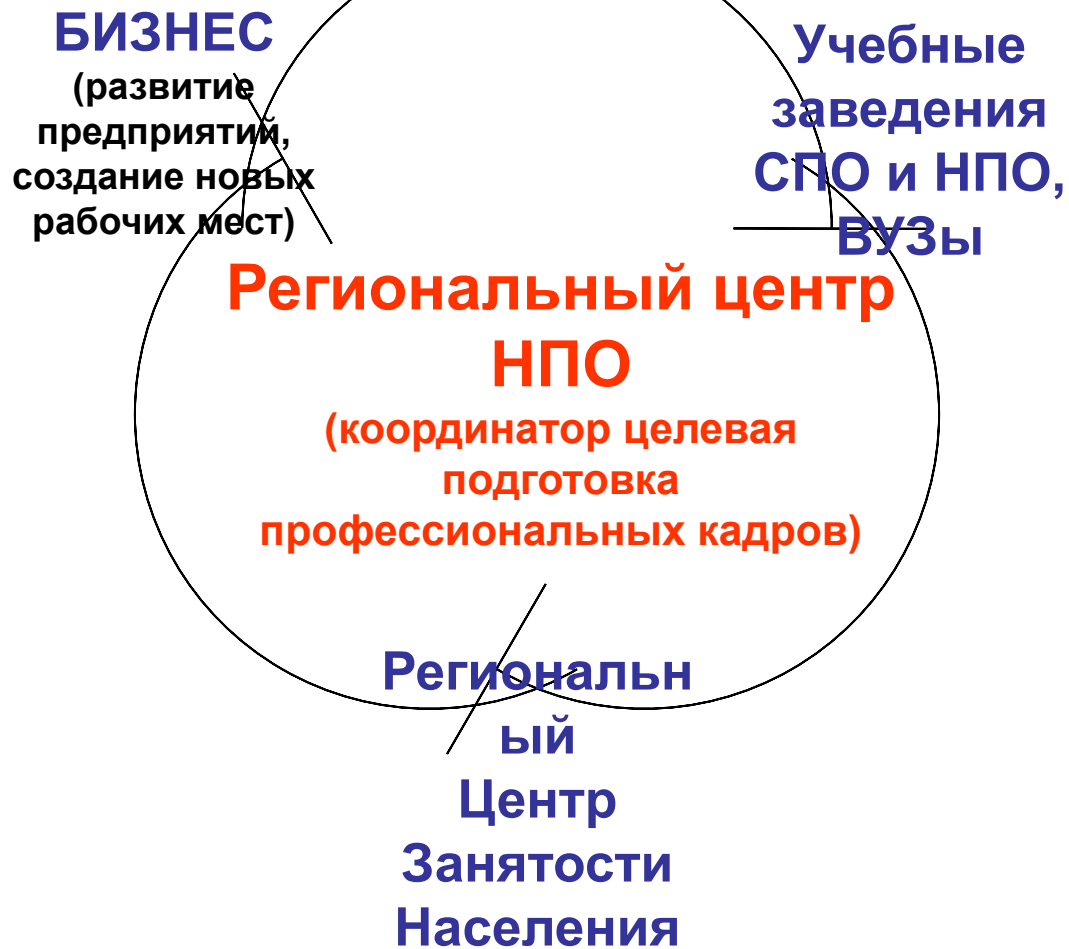 БИЗНЕС
(развитие
предприятий,
создание новых
рабочих мест)
Учебные
заведения
СПО и НПО,
ВУЗы
Региональный центр
НПО
(координатор целевая
подготовка
профессиональных кадров)
Региональн
ый
Центр
Занятости
Населения